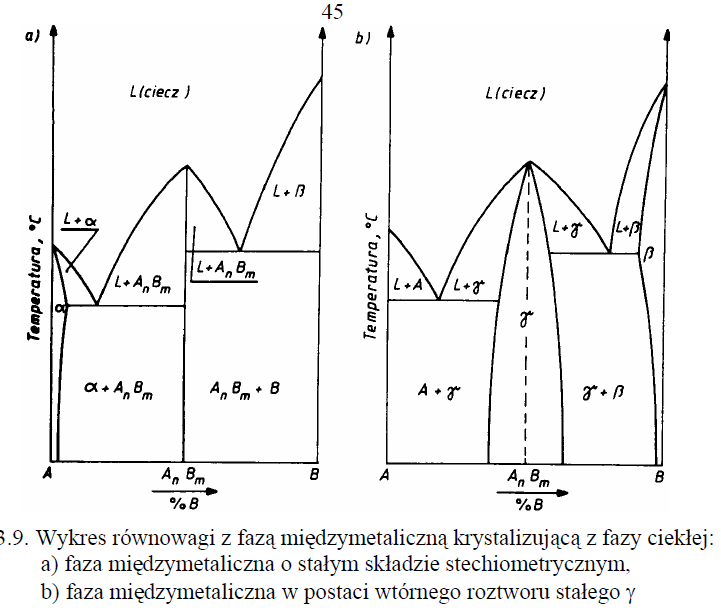 45
a)
L(ciecz)
L+α
L+β
L+AₙBₘ
L+AₙBₘ
α
α+AₙBₘ
AₙBₘ+B
Temperatura, °C
A
AₙBₘ
B
%B
b)
L(ciecz)
L+γ
L+β
β
L+A
L+γ
γ
A+γ
γ+β
Temperatura, °C
A
AₙBₘ
B
%B
3.9. Wykres równowagi z fazą międzymetaliczną krystalizującą z fazy ciekłej:
a) faza międzymetaliczna o stałym składzie stechiometrycznym,
b) faza międzymetaliczna w postaci wtórnego roztworu stałego γ